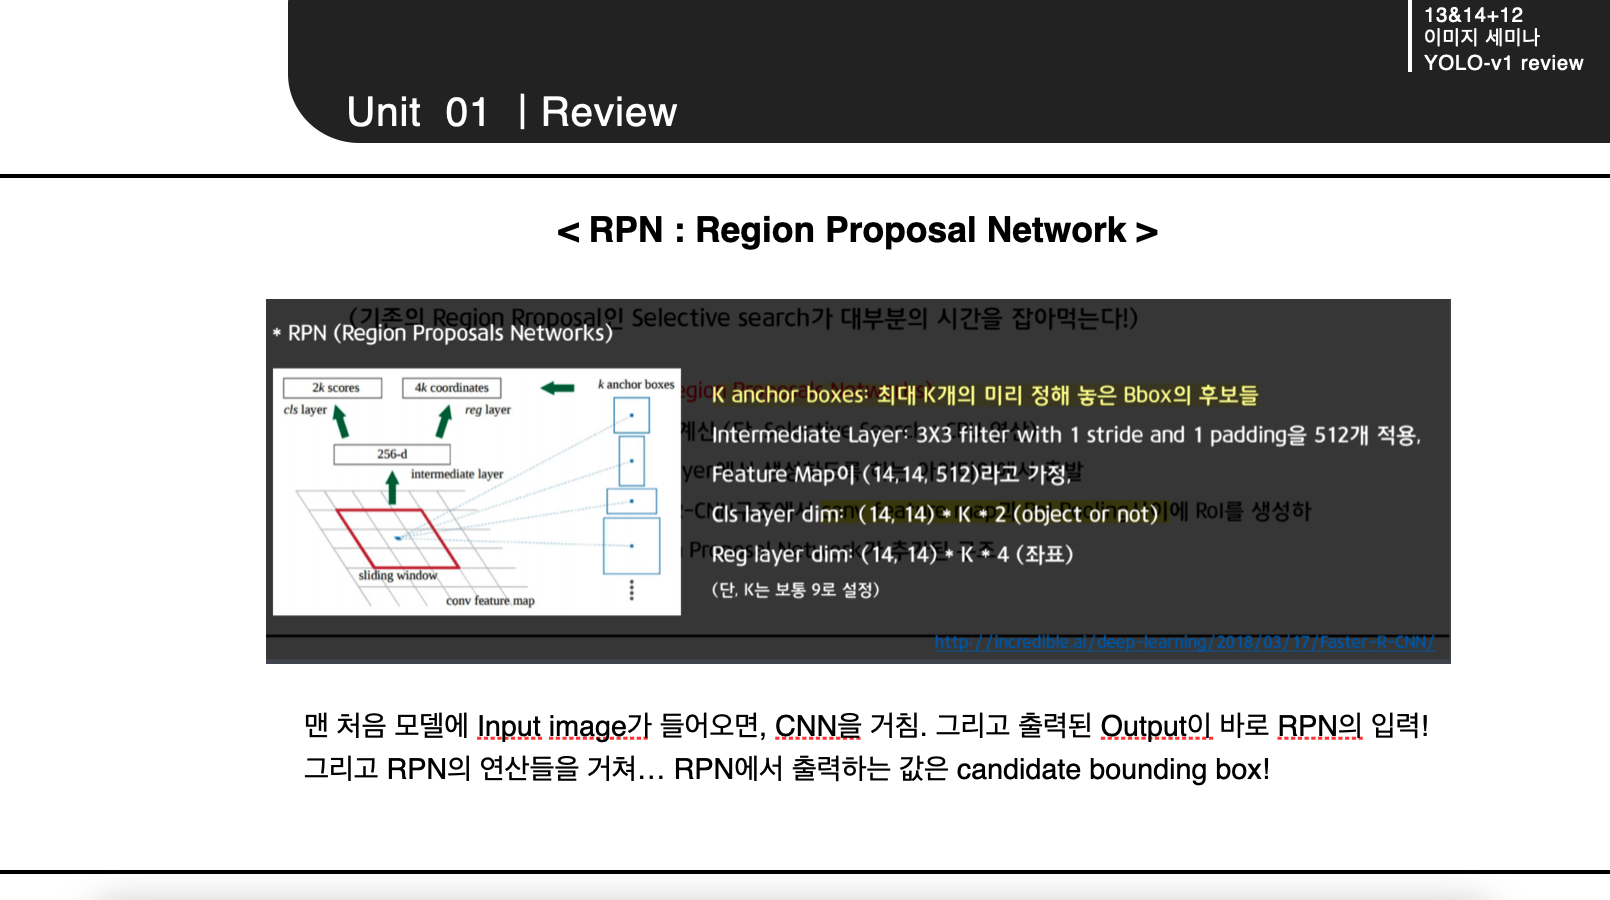 13&14+12
이미지 세미나
YOLO-v1 review
Unit 01 | Review
< RPN : Region Proposal Network >
(기존의 Region Rroposal인 Selective search가 대부분의 시간을 잡아먹는다!)
* RPN (Region Proposals Networks)
2k scores
4k coordinates
k anchor boxes
cls layer
reg layer
256-d
intermediate layer
sliding window
conv feature map
K anchor boxes: 최대 K개의 미리 정해 놓은 Bbox의 후보들
Intermediate Layer: 3X3 filter with 1 stride and 1 padding을 512개 적용,
Feature Map이 (14,14,512)라고 가정,
Cls layer dim: (14, 14) * K * 2 (object or not)
에 RoI를 생성하
Reg layer dim: (14, 14) * K * 4 (좌표)
(단, K는 보통 9로 설정)
http://incredible.ai/deep-learning/2018/03/17/Faster-R-CNN/
맨 처음 모델에 Input image가 들어오면, CNN을 거침. 그리고 출력된 Output이 바로 RPN의 입력!
그리고 RPN의 연산들을 거쳐... RPN에서 출력하는 값은 candidate bounding box!